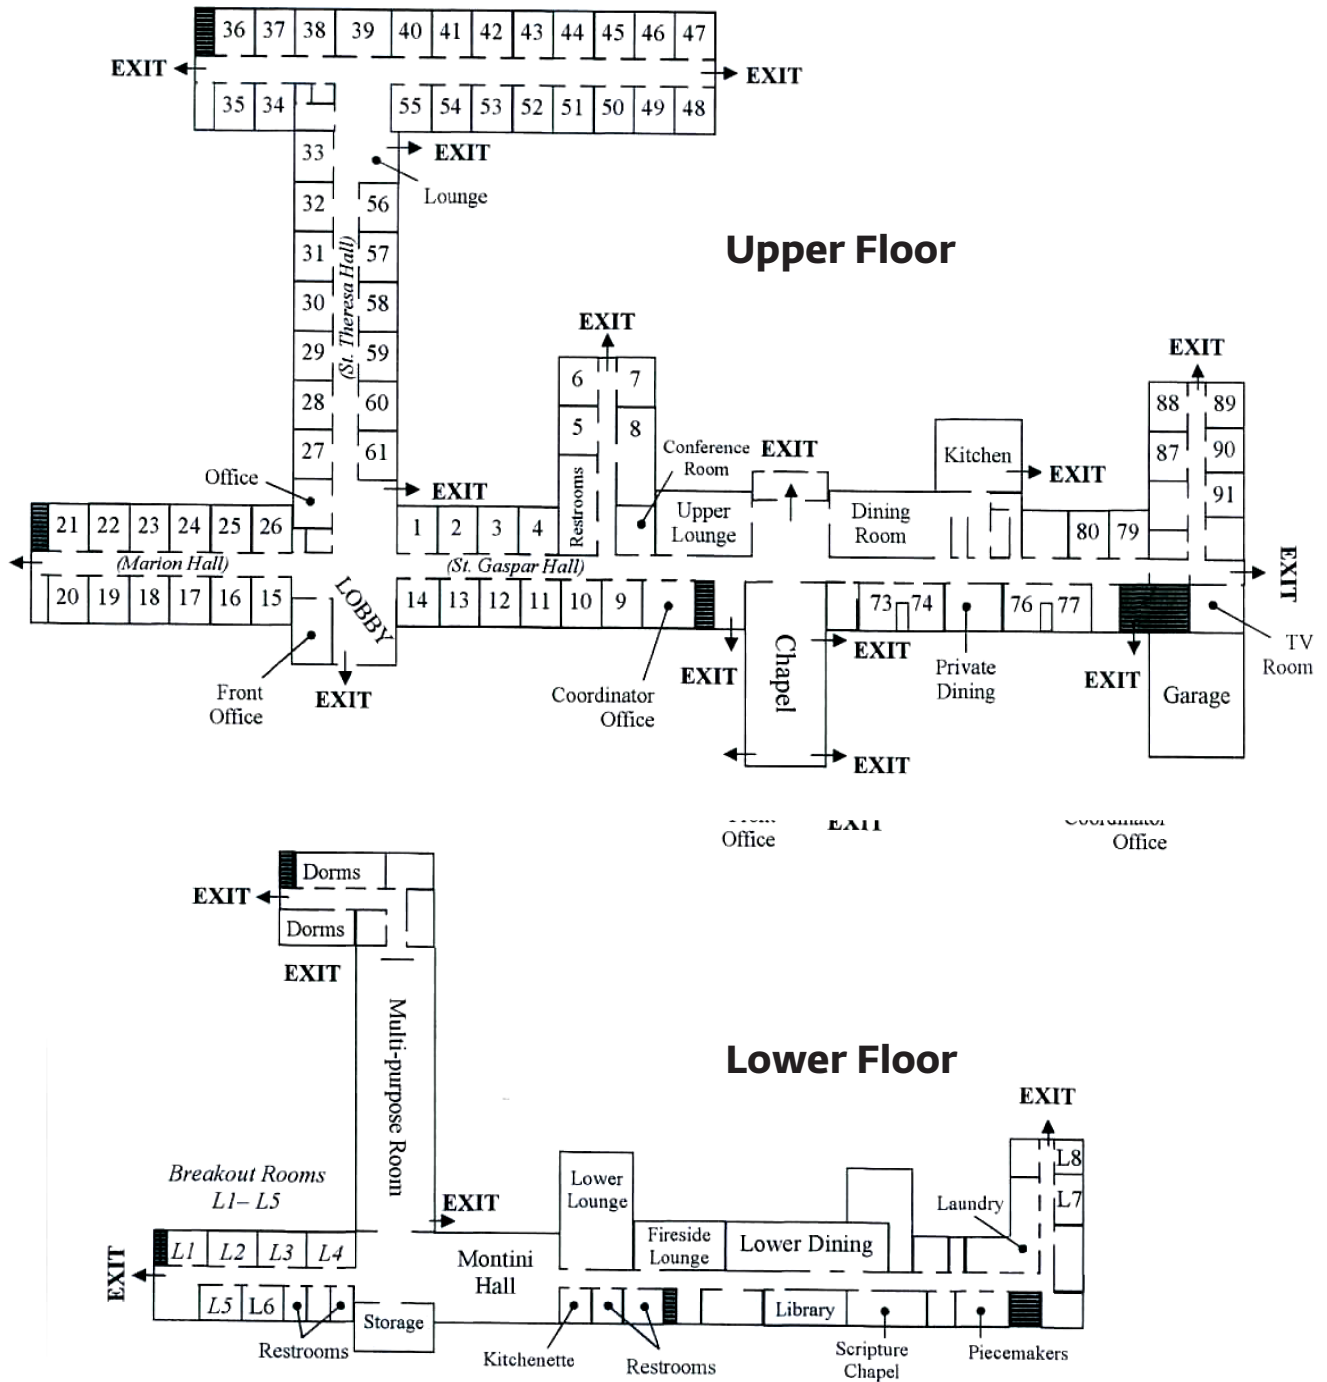 36 37 38 39 40 41 42 43 44 45 46 47
EXIT
EXIT
35 34 55 54 53 52 51 50 49 48
33
EXIT
Lounge
32 56
31 57
30 58
29 59
28 60
27 61
(St. Theresa Hall)
Upper Floor
EXIT
6 7
5 8
Restrooms
Conference
Room
EXIT
Upper
Lounge
Dining
Room
Kitchen
EXIT
EXIT
88 89
87 90
91
80 79
Office
EXIT
21 22 23 24 25 26
1 2 3 4
(Marion Hall)
(St. Gaspar Hall)
20 19 18 17 16 15
LOBBY
14 13 12 11 10 9
73 74
76 77
EXIT
Front
Office
EXIT
Coordinator
Office
EXIT
Chapel
EXIT
Private
Dining
EXIT
TV
Room
Garage
EXIT
Office
EXIT
Coordinator
Office
Dorms
EXIT
Dorms
EXIT
Multi-purpose Room
Lower Floor
EXIT
L8
L7
Breakout Rooms
L1– L5
EXIT
Lower
Lounge
Laundry
L1 L2 L3 L4
Montini
Hall
Fireside
Lounge
Lower Dining
EXIT
L5 L6
Storage
Library
Restrooms
Kitchenette
Restrooms
Scripture
Chapel
Piecemakers